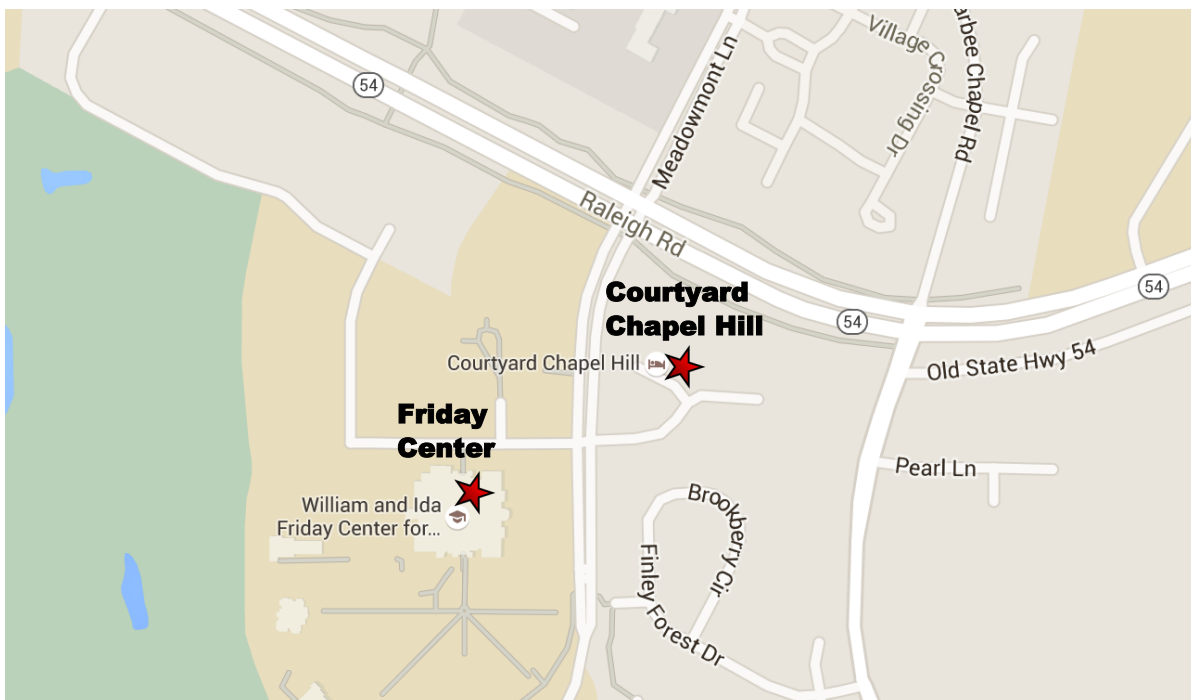 arbee Chapel Rd
Village Crossing Dr
54
Meadowmont Ln
Raleigh Rd
54
54
Courtyard
Chapel Hill
Courtyard Chapel Hill
Old State Hwy 54
Friday
Center
Pearl Ln
William and Ida
Friday Center for...
Brookberry Cir
Finley Forest Dr